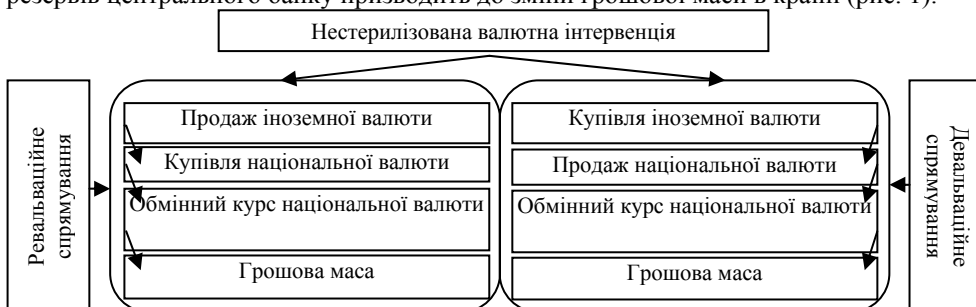 резервів центрального банку призводить до зміни грошової маси в країні (рис. 1).
Нестерилізована валютна інтервенція
Ревальваційне
спрямування
Продаж іноземної валюти
Купівля національної валюти
Обмінний курс національної валюти
Грошова маса
Купівля іноземної валюти
Продаж національної валюти
Обмінний курс національної валюти
Грошова маса
Девальваційне
спрямування